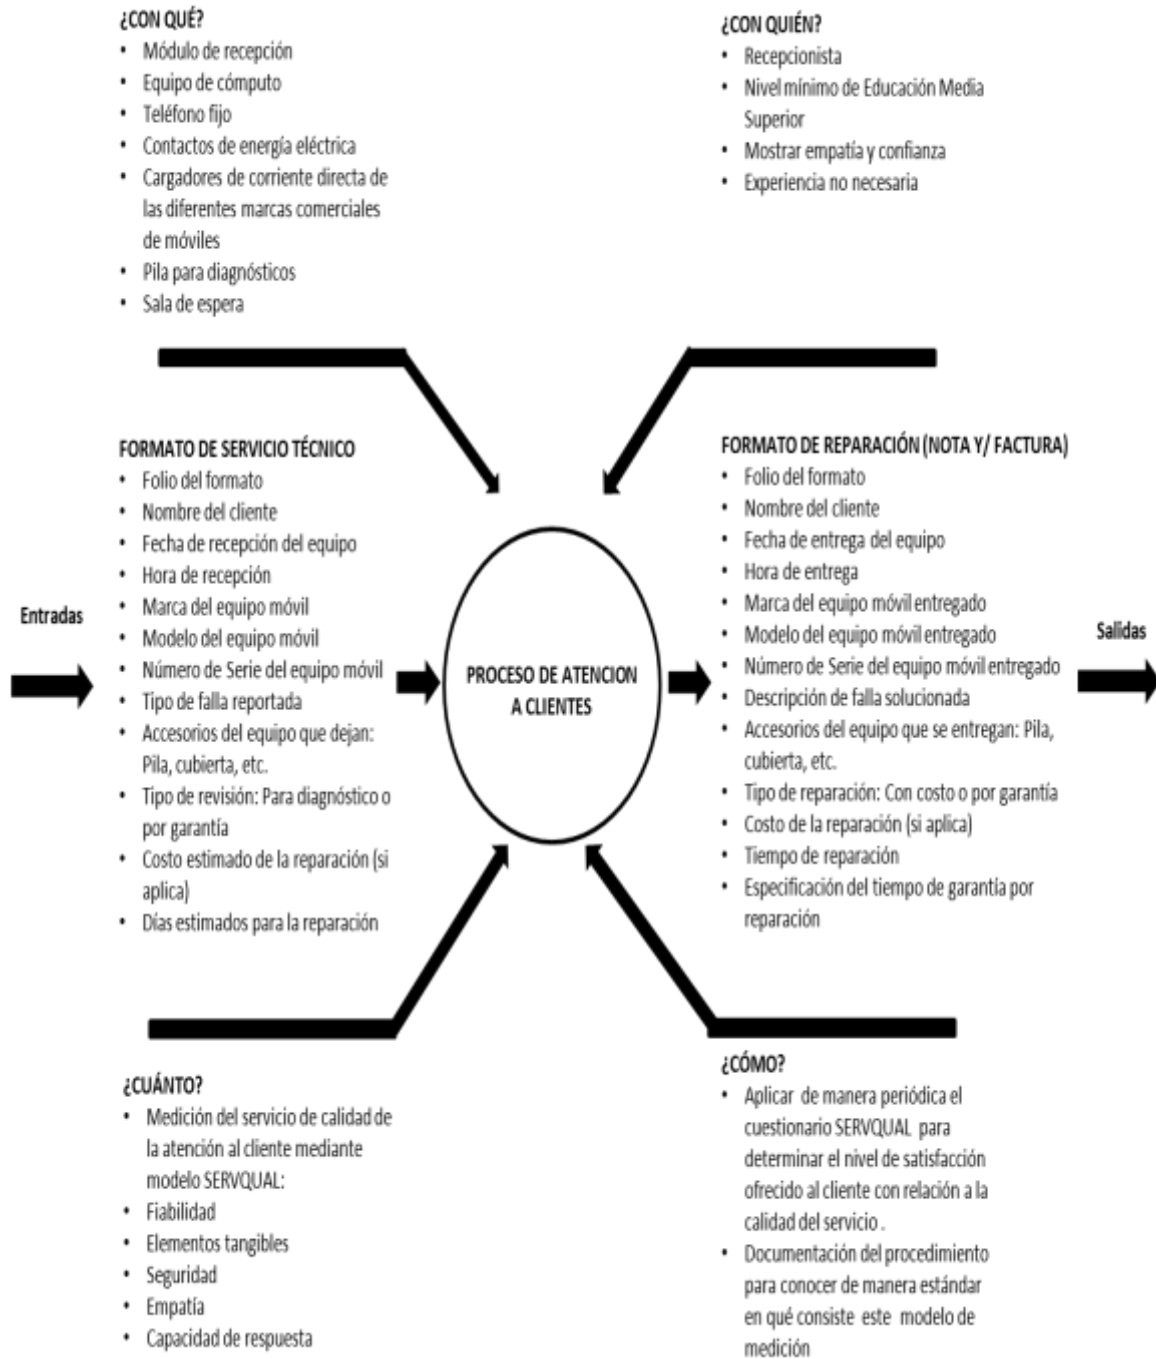 ¿CON QUÉ?
• Módulo de recepción
• Equipo de cómputo
• Teléfono fijo
• Contactos de energía eléctrica
• Cargadores de corriente directa de
las diferentes marcas comerciales
de móviles
• Pila para diagnósticos
• Sala de espera
¿CON QUIÉN?
• Recepcionista
• Nivel mínimo de Educación Media
Superior
• Mostrar empatía y confianza
• Experiencia no necesaria
Entradas
FORMATO DE SERVICIO TÉCNICO
• Folio del formato
• Nombre del cliente
• Fecha de recepción del equipo
• Hora de recepción
• Marca del equipo móvil
• Modelo del equipo móvil
• Número de Serie del equipo móvil
• Tipo de falla reportada
• Accesorios del equipo que dejan:
Pila, cubierta, etc.
• Tipo de revisión: Para diagnóstico o
por garantía
• Costo estimado de la reparación (si
aplica)
• Días estimados para la reparación
PROCESO DE ATENCION
A CLIENTES
FORMATO DE REPARACIÓN (NOTA Y/ FACTURA)
• Folio del formato
• Nombre del cliente
• Fecha de entrega del equipo
• Hora de entrega
• Marca del equipo móvil entregado
• Modelo del equipo móvil entregado
• Número de Serie del equipo móvil entregado
• Descripción de falla solucionada
• Accesorios del equipo que se entregan: Pila,
cubierta, etc.
• Tipo de reparación: Con costo o por garantía
• Costo de la reparación (si aplica)
• Tiempo de reparación
• Especificación del tiempo de garantía por
reparación
Salidas
¿CUÁNTO?
• Medición del servicio de calidad de
la atención al cliente mediante
modelo SERVQUAL:
• Fiabilidad
• Elementos tangibles
• Seguridad
• Empatía
• Capacidad de respuesta
¿CÓMO?
• Aplicar de manera periódica el
cuestionario SERVQUAL para
determinar el nivel de satisfacción
ofrecido al cliente con relación a la
calidad del servicio .
• Documentación del procedimiento
para conocer de manera estándar
en qué consiste este modelo de
medición